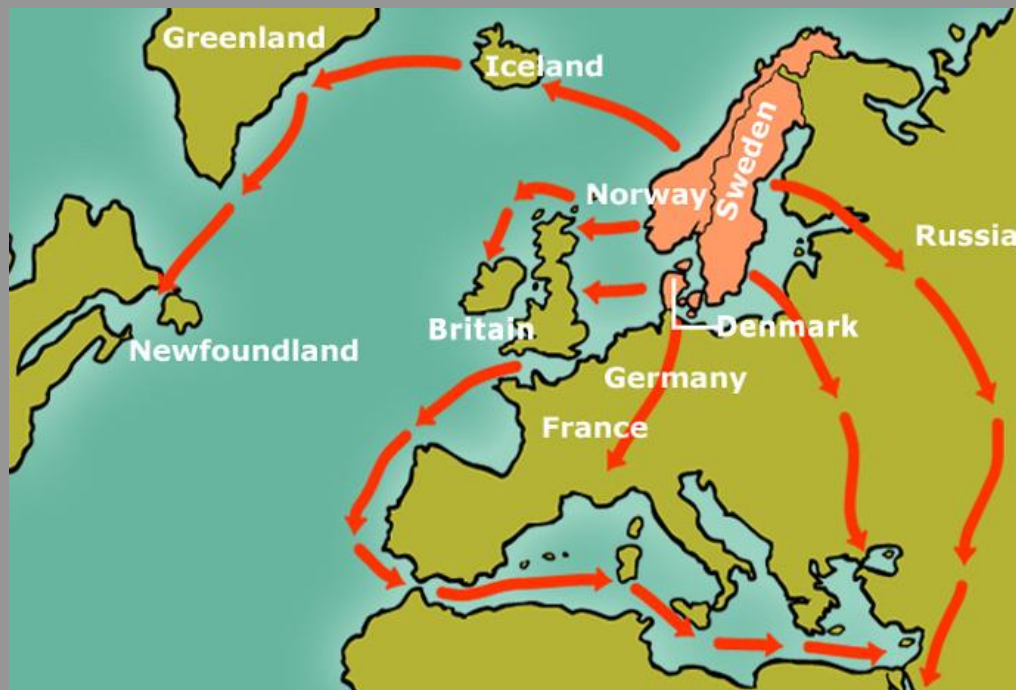 Greenland
Iceland
Sweden
Norway
Russia
Britain
Denmark
Newfoundland
Germany
France